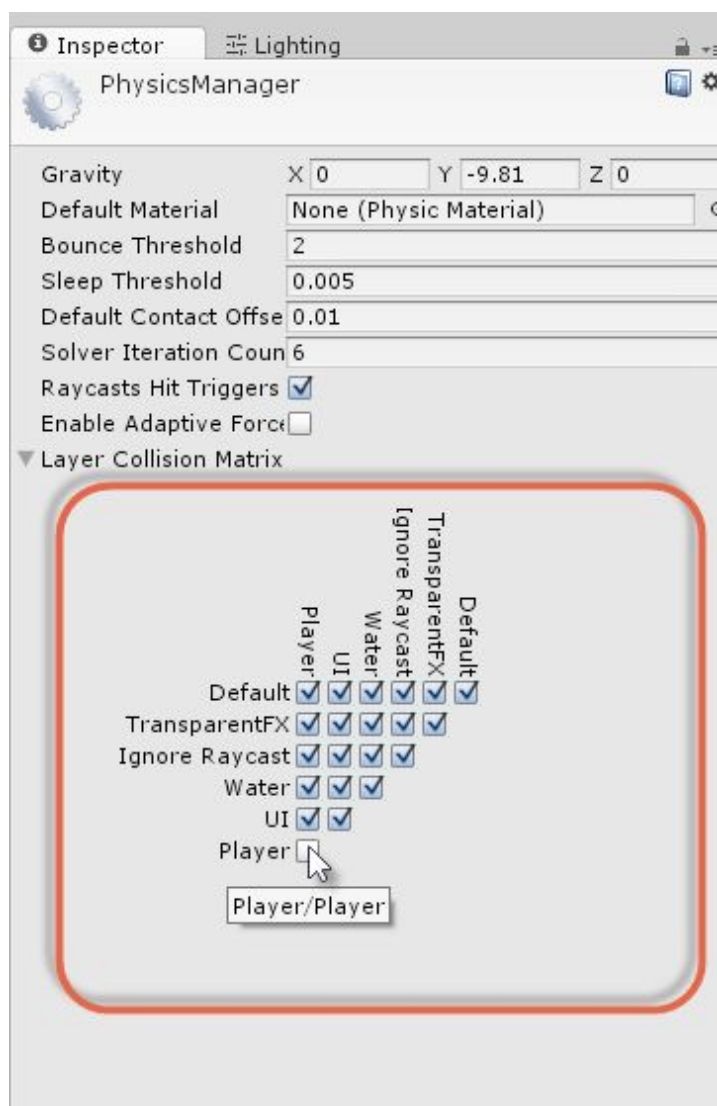 Inspector Lighting
PhysicsManager
Gravity X 0 Y -9.81 Z 0
Default Material None (Physic Material)
Bounce Threshold 2
Sleep Threshold 0.005
Default Contact Offse 0.01
Solver Iteration Coun 6
Raycasts Hit Triggers
Enable Adaptive Force
Layer Collision Matrix
Player UI Water Ignore Raycast TransparentFX Default
Default
TransparentFX
Ignore Raycast
Water
UI
Player
Player/Player